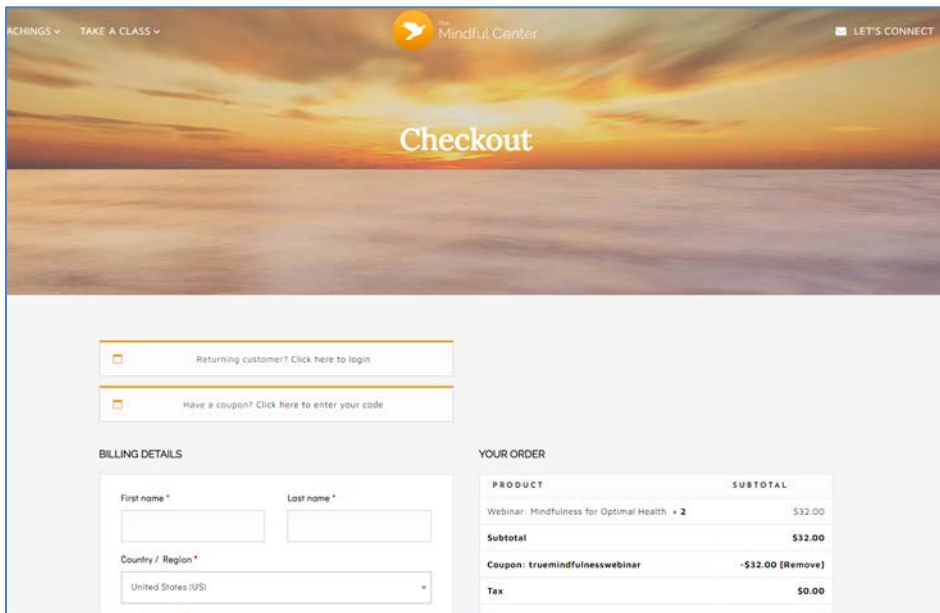 ACHINGS TAKE A CLASS The Mindful Center LET'S CONNECT
Checkout
Returning customer? Click here to login
Have a coupon? Click here to enter your code
BILLING DETAILS
First name * Last name *
Country / Region *
United States (US)
YOUR ORDER
PRODUCT SUBTOTAL
Webinar: Mindfulness for Optimal Health × 2 $32.00
Subtotal $32.00
Coupon: truemindfulnesswebinar -$32.00 [Remove]
Tax $0.00